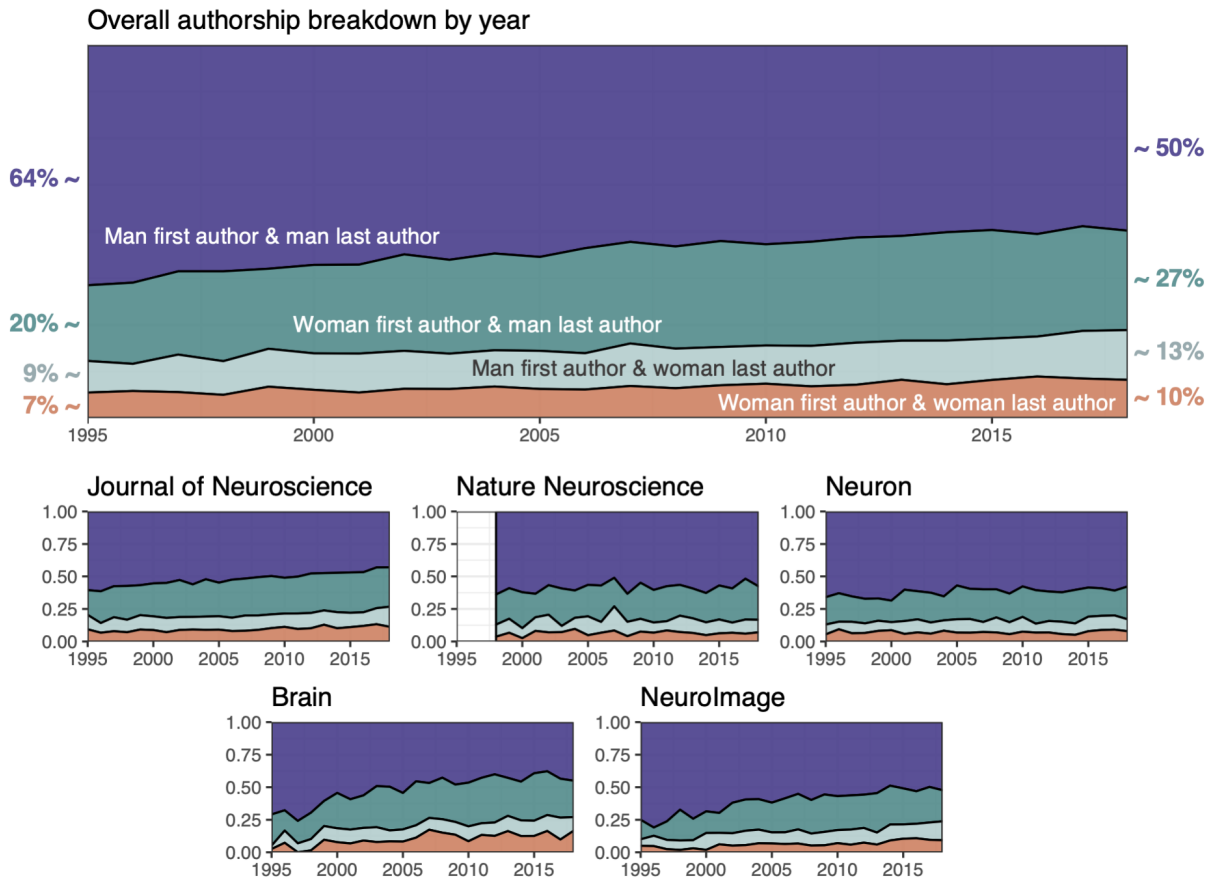 Overall authorship breakdown by year
64% ~
~ 50%
Man first author & man last author
~ 27%
20% ~
Woman first author & man last author
~ 13%
9% ~
Man first author & woman last author
7% ~
Woman first author & woman last author
~ 10%
1995 2000 2005 2010 2015
Journal of Neuroscience
1.00
0.75
0.50
0.25
0.00
1995 2000 2005 2010 2015
Nature Neuroscience
1.00
0.75
0.50
0.25
0.00
1995 2000 2005 2010 2015
Neuron
1.00
0.75
0.50
0.25
0.00
1995 2000 2005 2010 2015
Brain
1.00
0.75
0.50
0.25
0.00
1995 2000 2005 2010 2015
NeuroImage
1.00
0.75
0.50
0.25
0.00
1995 2000 2005 2010 2015